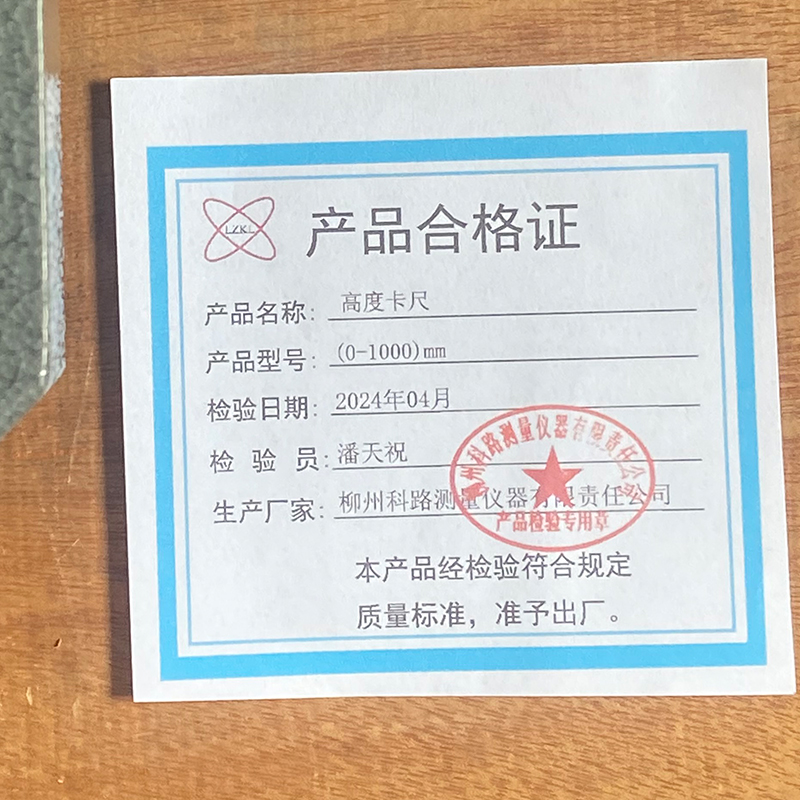 LZKL
产品合格证
产品名称: 高度卡尺
产品型号: (0-1000)mm
检验日期: 2024年04月
检 验 员: 潘天祝
生产厂家: 柳州科路测量仪器有限责任公司
柳州科路测量仪器有限责任公司
产品检验专用章
本产品经检验符合规定
质量标准，准予出厂。